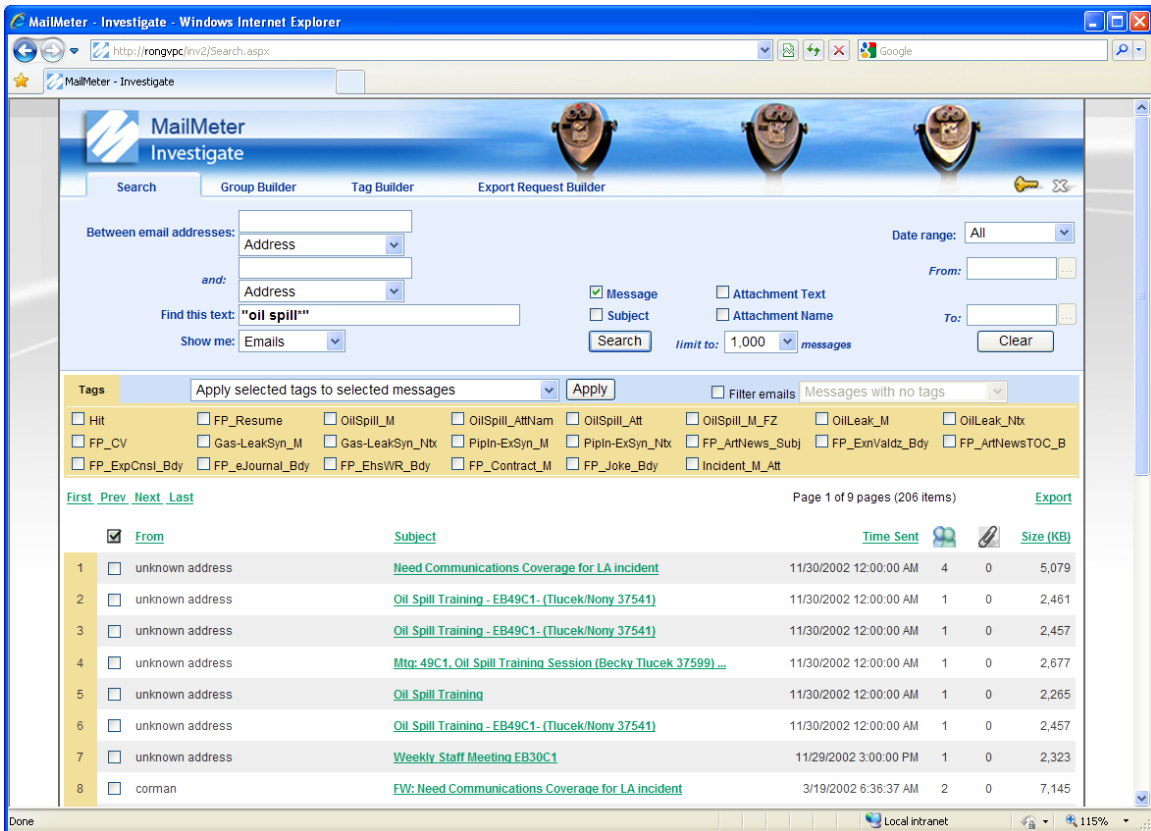 MailMeter - Investigate - Windows Internet Explorer
http://rongvpc/inv2/Search.aspx
Google
MailMeter - Investigate
MailMeter
Investigate
Search Group Builder Tag Builder Export Request Builder
Between email addresses:
Address
Date range: All
and:
From: ...
Address
Message Attachment Text
Find this text: "oil spill*"
Subject Attachment Name
To: ...
Show me: Emails
Search limit to: 1,000 messages Clear
Tags Apply selected tags to selected messages Apply Filter emails Messages with no tags
Hit FP_Resume OilSpill_M OilSpill_AttNam OilSpill_Att OilSpill_M_FZ OilLeak_M OilLeak_Ntx
FP_CV Gas-LeakSyn_M Gas-LeakSyn_Ntx Pipln-ExSyn_M Pipln-ExSyn_Ntx FP_ArtNews_Subj FP_ExnValdz_Bdy FP_ArtNewsTOC_B
FP_ExpCnsl_Bdy FP_eJournal_Bdy FP_EhsWR_Bdy FP_Contract_M FP_Joke_Bdy Incident_M_Att
First Prev Next Last Page 1 of 9 pages (206 items) Export
From Subject Time Sent Size (KB)
1 unknown address Need Communications Coverage for LA incident 11/30/2002 12:00:00 AM 4 0 5,079
2 unknown address Oil Spill Training - EB49C1- (Tlucek/Nony 37541) 11/30/2002 12:00:00 AM 1 0 2,461
3 unknown address Oil Spill Training - EB49C1- (Tlucek/Nony 37541) 11/30/2002 12:00:00 AM 1 0 2,457
4 unknown address Mtg: 49C1, Oil Spill Training Session (Becky Tlucek 37599) ... 11/30/2002 12:00:00 AM 1 0 2,677
5 unknown address Oil Spill Training 11/30/2002 12:00:00 AM 1 0 2,265
6 unknown address Oil Spill Training - EB49C1- (Tlucek/Nony 37541) 11/30/2002 12:00:00 AM 1 0 2,457
7 unknown address Weekly Staff Meeting EB30C1 11/29/2002 3:00:00 PM 1 0 2,323
8 corman FW: Need Communications Coverage for LA incident 3/19/2002 6:36:37 AM 2 0 7,145
Done Local intranet 115%